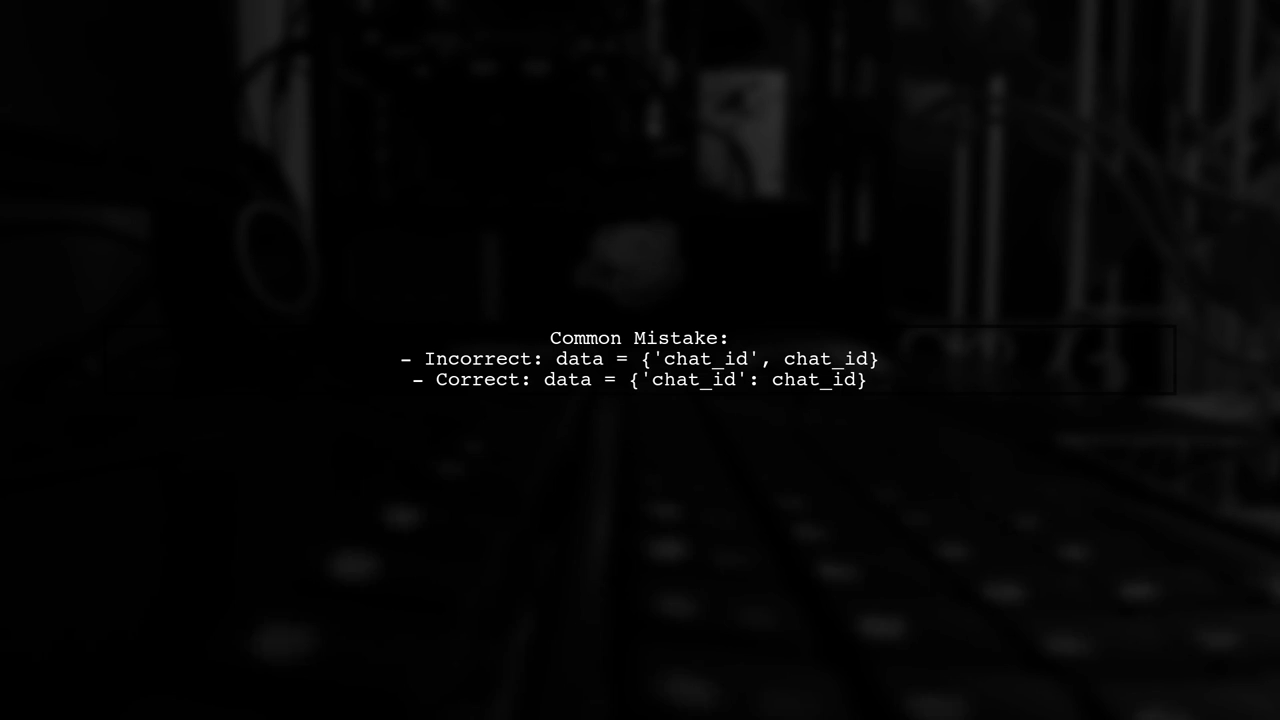 Common Mistake:
- Incorrect: data = {'chat_id', chat_id}
- Correct: data = {'chat_id': chat_id}